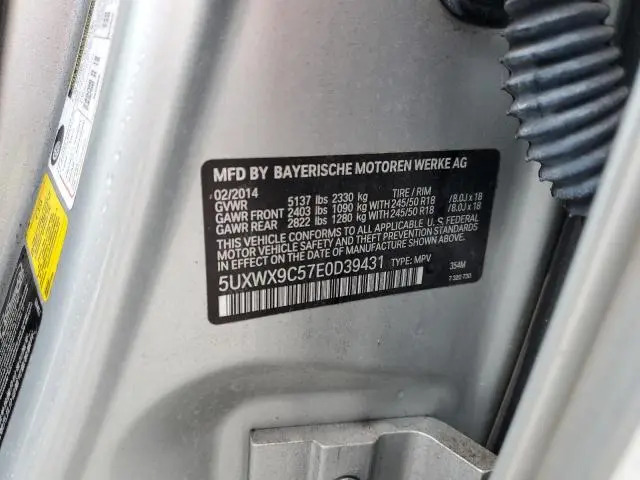 MFD BY BAYERISCHE MOTOREN WERKE AG
02/2014
GVWR 5137 lbs 2330 kg TIRE / RIM
GAWR FRONT 2403 lbs 1090 kg WITH 245/50 R18 /8.0J x 18
GAWR REAR 2822 lbs 1280 kg WITH 245/50 R18 /8.0J x 18
THIS VEHICLE CONFORMS TO ALL APPLICABLE U.S. FEDERAL
MOTOR VEHICLE SAFETY, BUMPER, AND THEFT PREVENTION STANDARDS
IN EFFECT ON THE DATE OF MANUFACTURE SHOWN ABOVE.
5UXWX9C57E0D39431 TYPE: MPV 354M